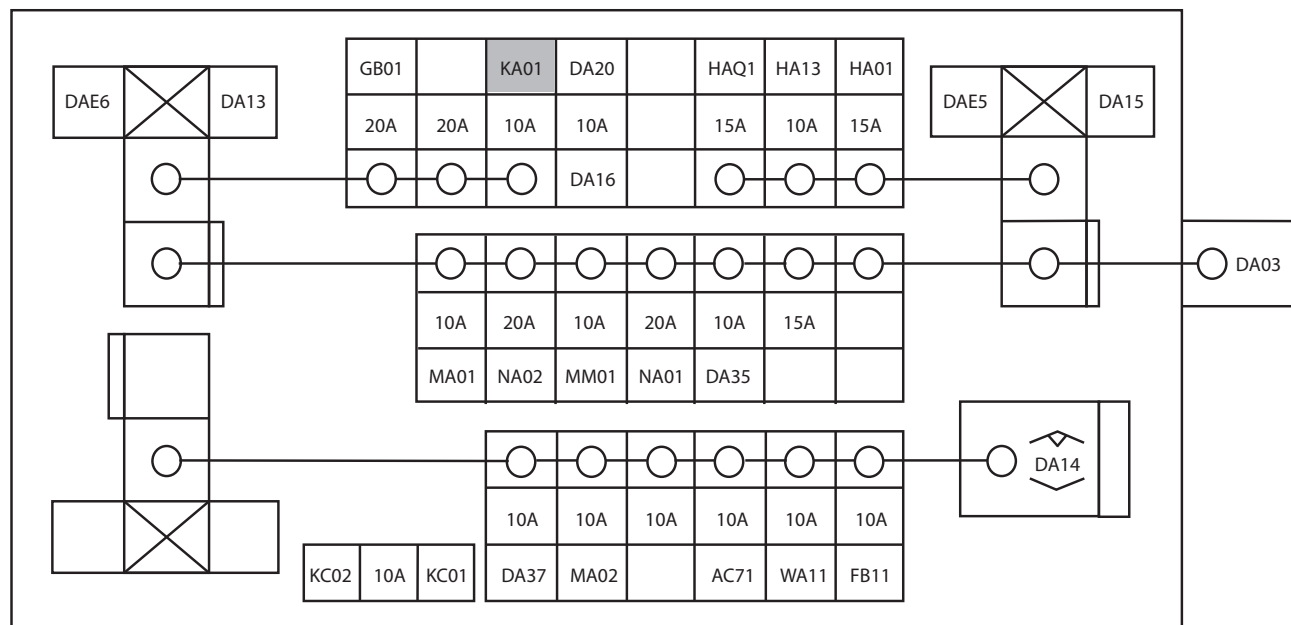 GB01 KA01 DA20 HAQ1 HA13 HA01
DAE6 DA13 DAE5 DA15
20A 20A 10A 10A 15A 10A 15A
DA16
DA03
10A 20A 10A 20A 10A 15A
MA01 NA02 MM01 NA01 DA35
DA14
10A 10A 10A 10A 10A 10A
KC02 10A KC01 DA37 MA02 AC71 WA11 FB11